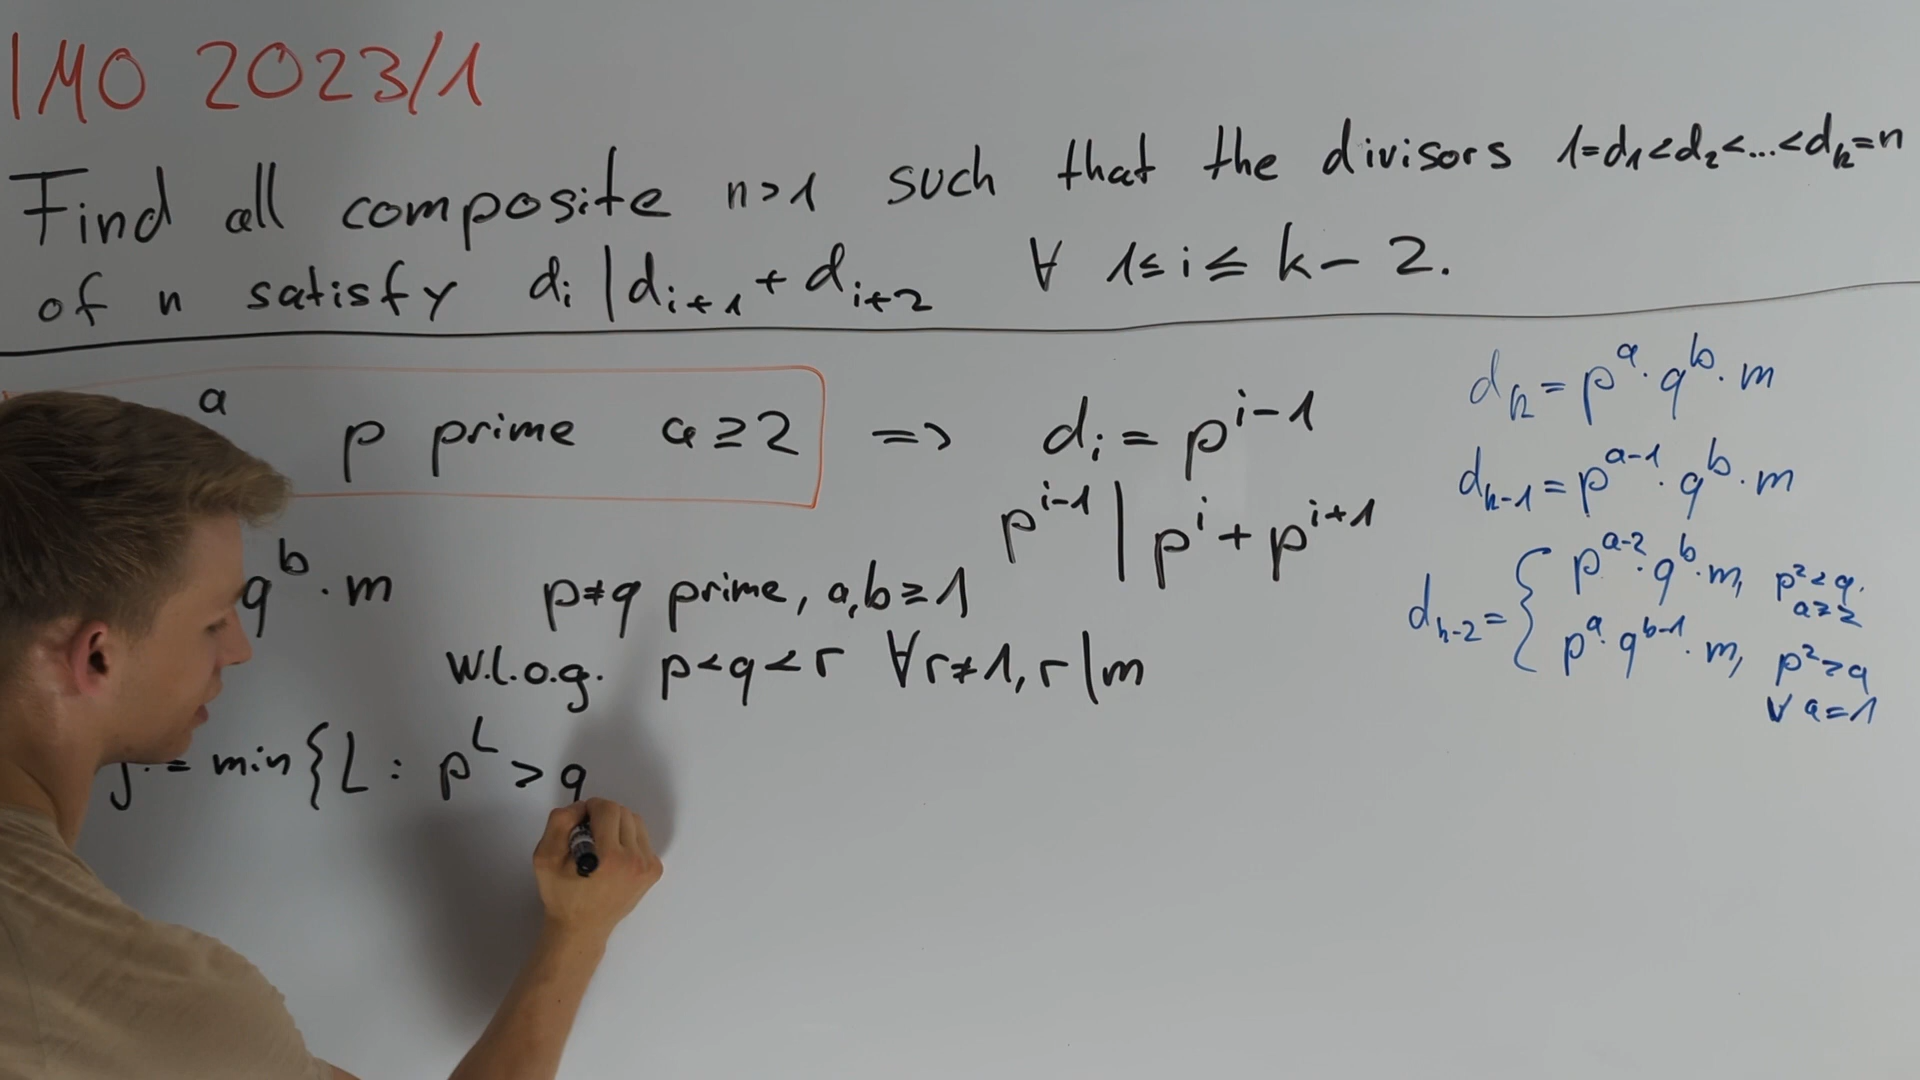 IMO 2023/1
Find all composite n>1 such that the divisors 1=d₁<d₂<...<dₖ=n
of n satisfy dᵢ | dᵢ₊₁ + dᵢ₊₂ ∀ 1≤i≤k-2.
a p prime a≥2 => dᵢ = p^{i-1}
p^{i-1} | p^i + p^{i+1}
q^b · m p≠q prime, a,b≥1
w.l.o.g. p<q<r ∀r≠1, r|m
j := min{L : p^L > q
dₖ = p^a · q^b · m
dₖ₋₁ = p^{a-1} · q^b · m
dₖ₋₂ = { p^{a-2} · q^b · m, p²<q, a≥2
p^a · q^{b-1} · m, p²>q
∨ a=1